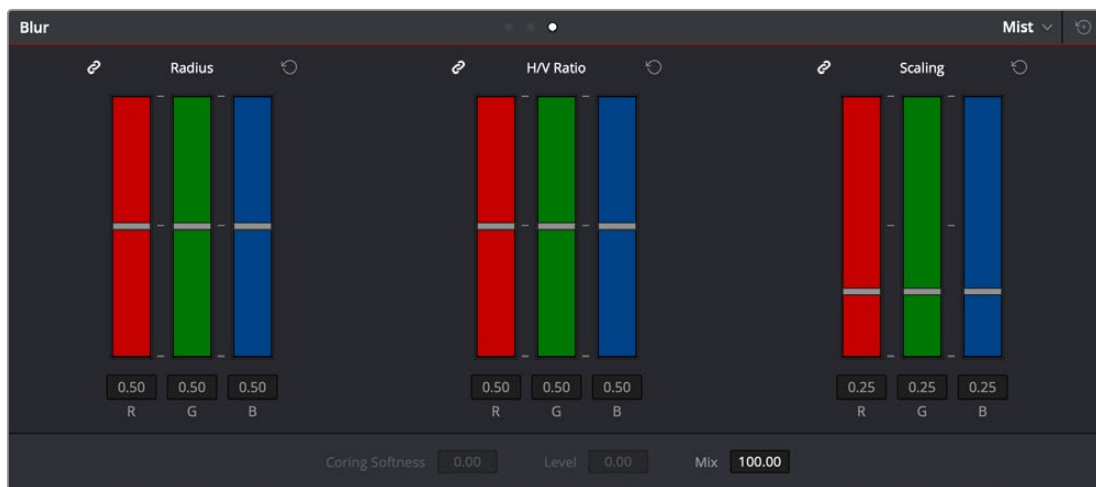 Blur Mist
Radius H/V Ratio Scaling
0.50 0.50 0.50 0.50 0.50 0.50 0.25 0.25 0.25
R G B R G B R G B
Coring Softness 0.00 Level 0.00 Mix 100.00